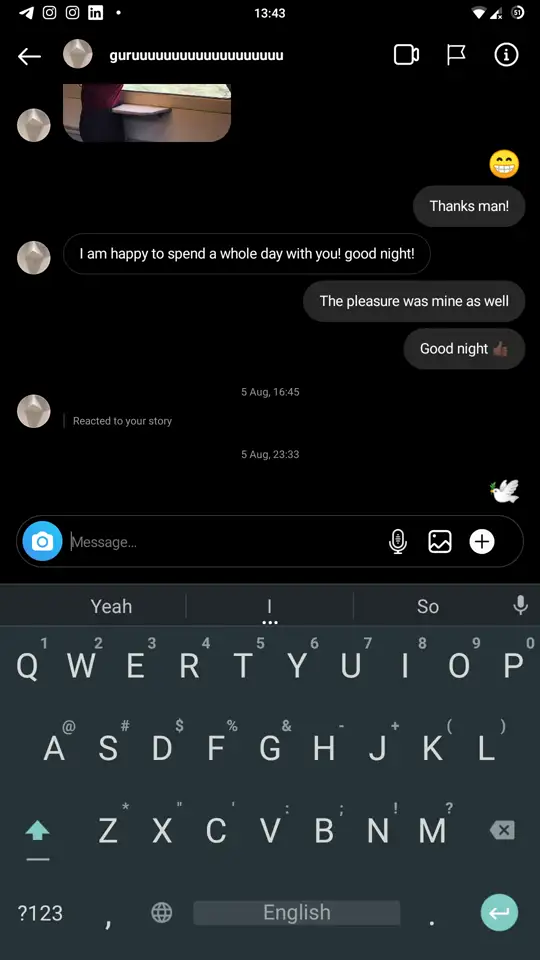 13:43
51
guruuuuuuuuuuuuuuuuuuu
😁
Thanks man!
I am happy to spend a whole day with you! good night!
The pleasure was mine as well
Good night 👍🏿
5 Aug, 16:45
Reacted to your story
5 Aug, 23:33
🕊️
Message...
Yeah I So
1 2 3 4 5 6 7 8 9 0
Q W E R T Y U I O P
@ # $ % & - + ( )
A S D F G H J K L
* " ' : ; ! ?
Z X C V B N M
?123 , English .